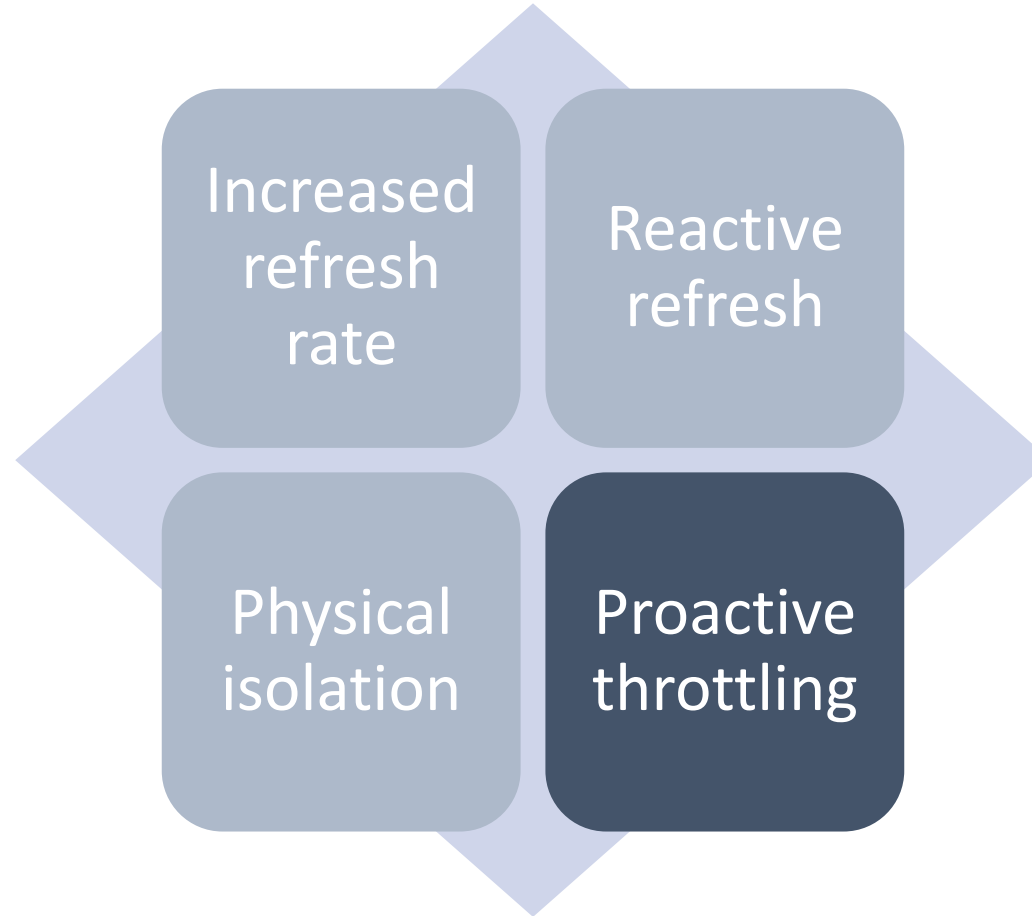 Increased
refresh
rate
Reactive
refresh
Physical
isolation
Proactive
throttling